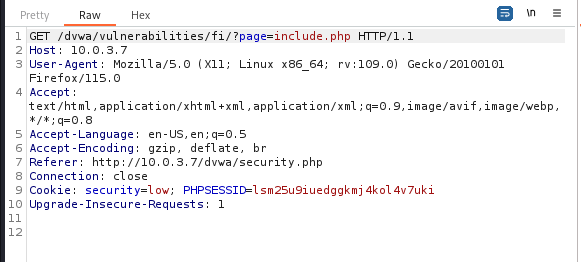 Pretty Raw Hex \n
1 GET /dvwa/vulnerabilities/fi/?page=include.php HTTP/1.1
2 Host: 10.0.3.7
3 User-Agent: Mozilla/5.0 (X11; Linux x86_64; rv:109.0) Gecko/20100101
Firefox/115.0
4 Accept:
text/html,application/xhtml+xml,application/xml;q=0.9,image/avif,image/webp,
*/*;q=0.8
5 Accept-Language: en-US,en;q=0.5
6 Accept-Encoding: gzip, deflate, br
7 Referer: http://10.0.3.7/dvwa/security.php
8 Connection: close
9 Cookie: security=low; PHPSESSID=lsm25u9iuedggkmj4kol4v7uki
10 Upgrade-Insecure-Requests: 1
11
12